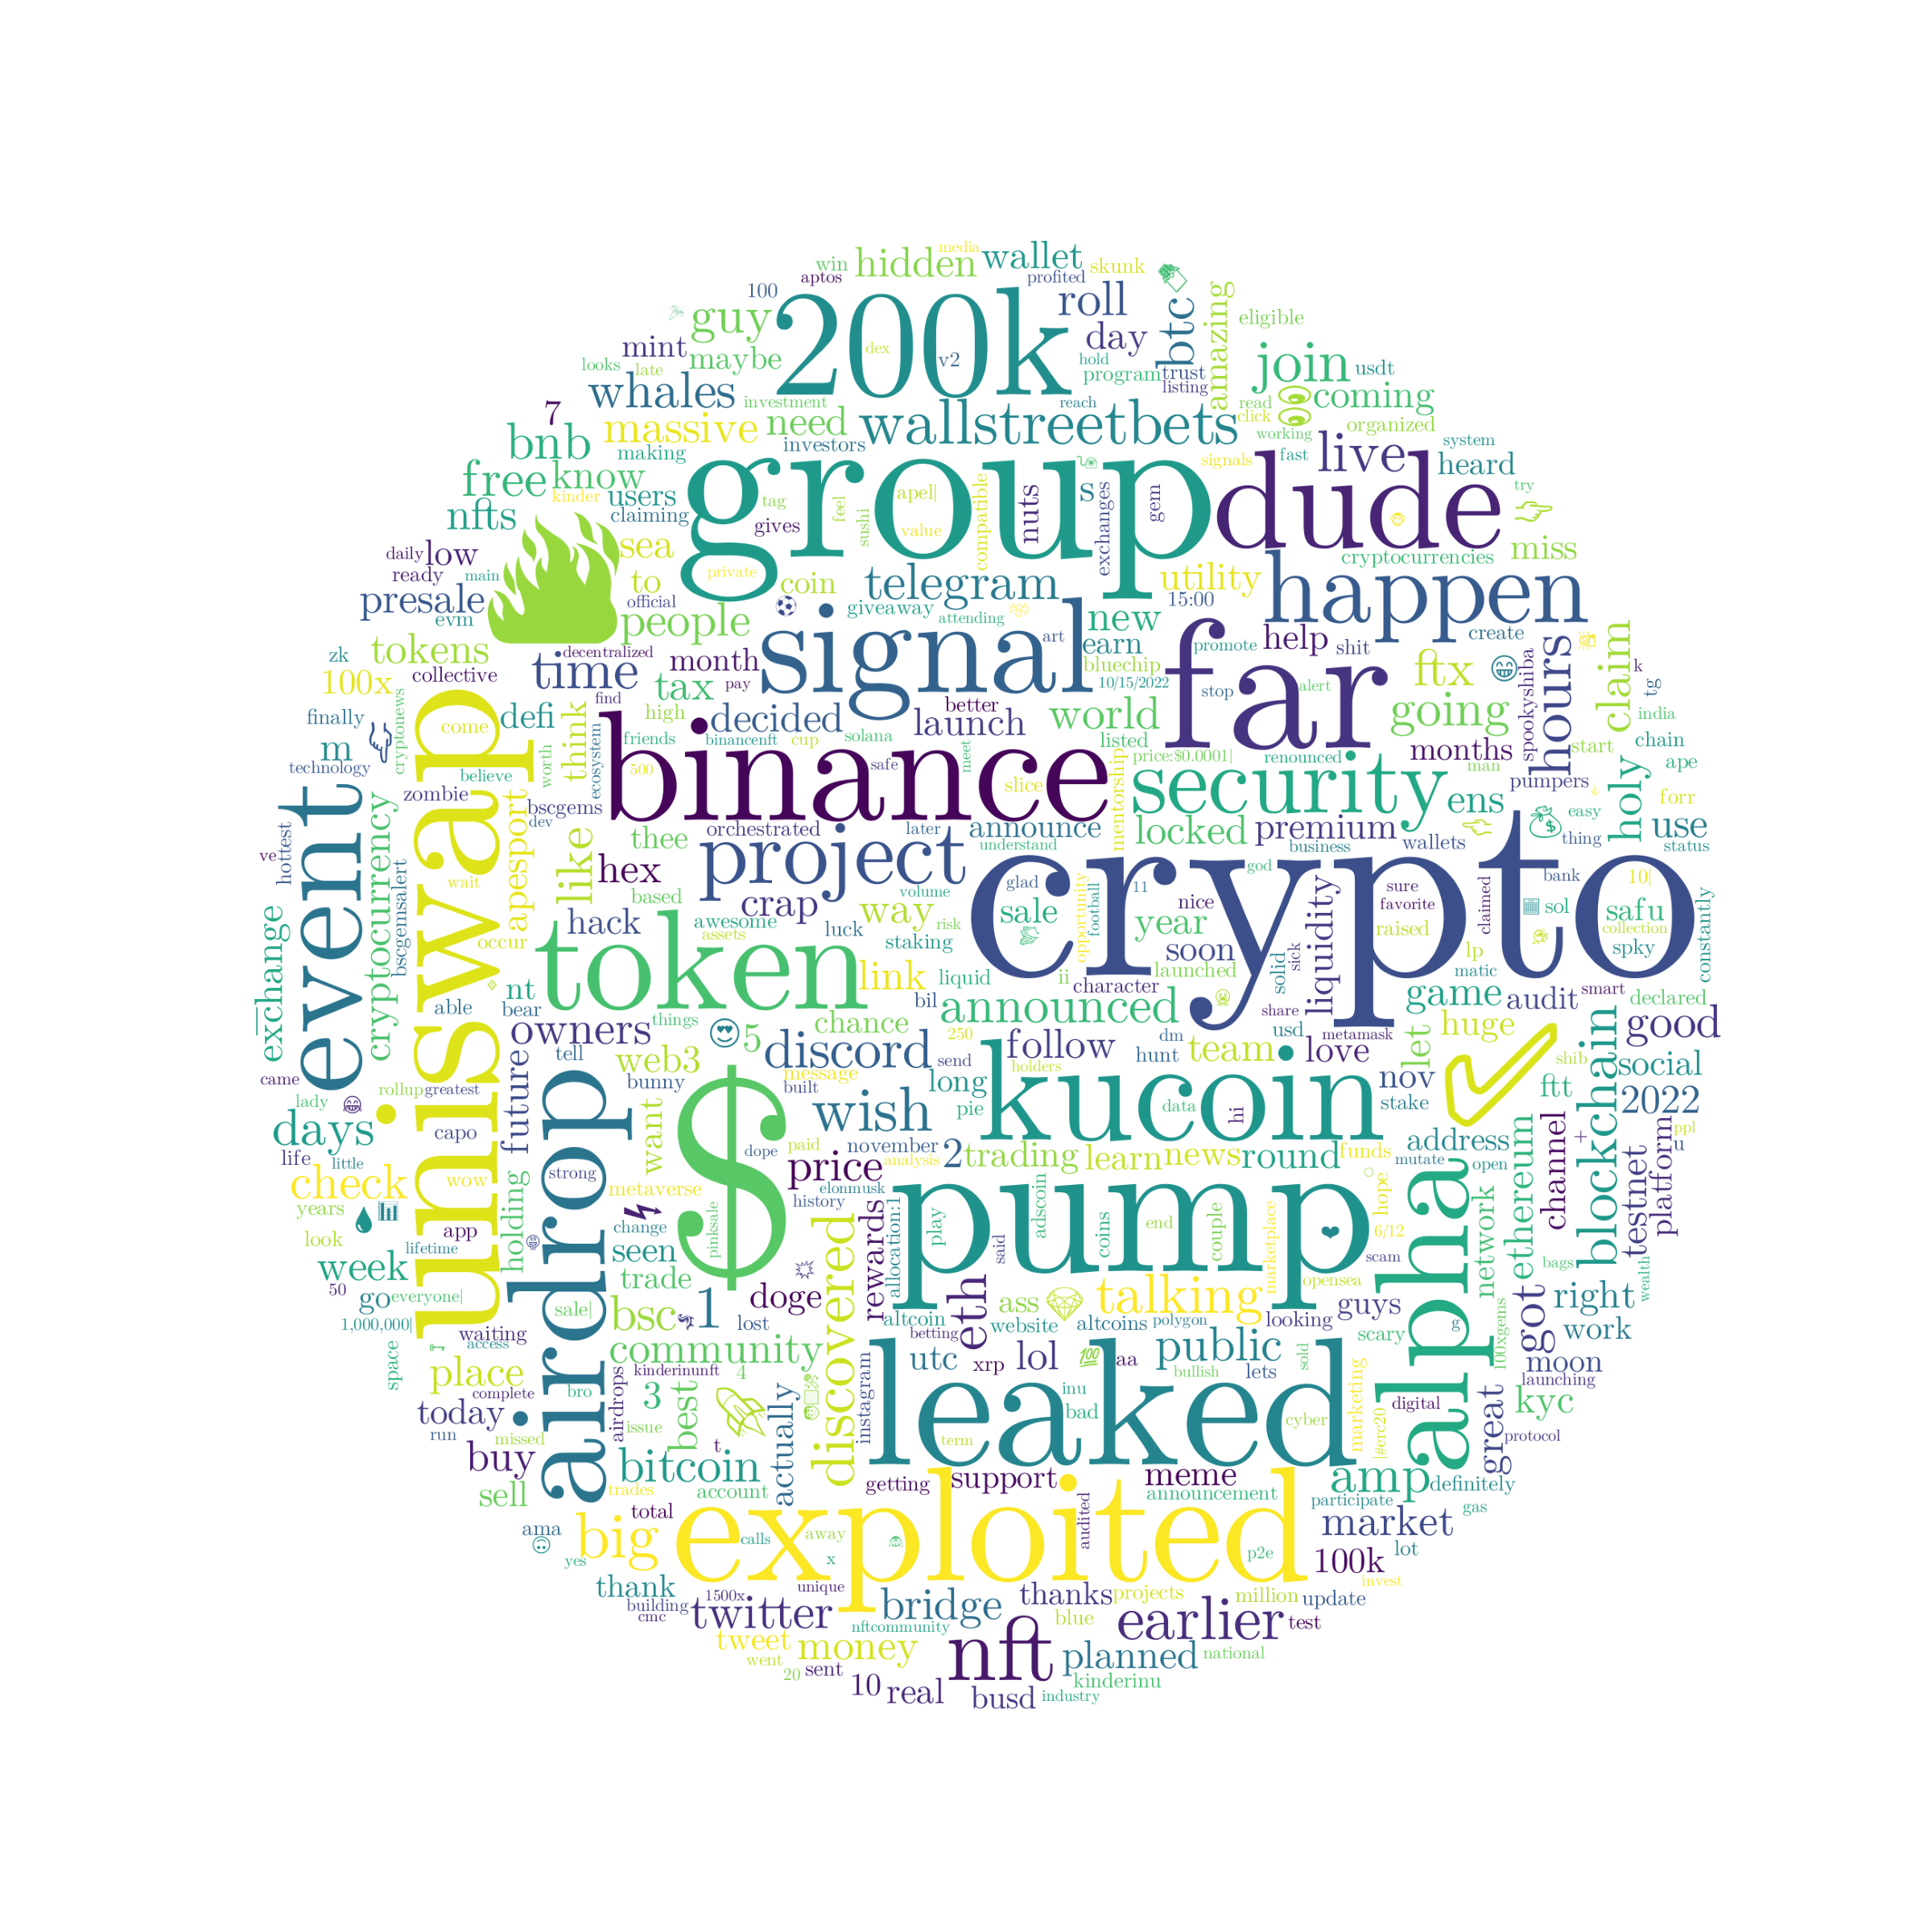 media
win
hidden
wallet
skunk
aptos
profited
100
roll
btc
amazing
eligible
guy
200k
day
mint
maybe
dex
v2
hold
join
looks
late
program
trust
usdt
whales
investment
reach
listing
read
coming
7
massive
need
wallstreetbets
click
organized
bnb
making
investors
working
live
system
free
know
group
signals
fast
heard
kinder
users
tag
feel
apel|
compatible
nuts
s
exchanges
gem
dude
try
nfts
claiming
gives
sushi
value
daily
low
sea
cryptocurrencies
miss
ready
main
to
private
coin
telegram
utility
happen
presale
official
giveaway
new
15:00
evm
people
attending
art
earn
promote
help
shit
create
zk
tokens
decentralized
month
signal
bluechip
far
ftx
hours
claim
collective
time
tax
pay
10/15/2022
stop
alert
spookyshiba
k
100x
cryptonews
find
better
tg
finally
defi
high
decided
launch
world
going
india
m
come
think
friends
binancenft
cup
solana
listed
months
start
chain
technology
believe
worth
ecosystem
500
binance
safe
meet
price:$0.0001|
renounced
man
ape
zombie
bscgems
slice
mentorship
security
ens
pumpers
forr
event
uniswap
dev
orchestrated
later
announce
locked
premium
easy
holy
use
hottest
cryptocurrency
apesport
like
thee
project
understand
business
wallets
thing
status
ve
wait
hex
based
crap
volume
glad
god
crypto
bank
bscgemsalert
hack
awesome
way
sale
opportunity
football
11
nice
sure
favorite
claimed
10|
exchange
occur
assets
luck
risk
staking
year
raised
sol
safu
collection
constantly
token
link
soon
sick
solid
liquidity
lp
spky
nt
liquid
ii
launched
matic
able
bear
bil
character
share
game
audit
smart
declared
owners
things
5
chance
announced
usd
metamask
huge
good
future
tell
discord
250
follow
dm
hunt
team
love
let
shib
came
web3
message
send
holders
social
rollup
greatest
bunny
built
long
nov
ftt
lady
$
wish
pie
kucoin
data
hi
stake
2022
days
capo
want
blockchain
life
little
airdrop
dope
paid
november
2
trading
learn
news
round
funds
address
mutate
open
+
u
ppl
check
wow
strong
price
analysis
hope
channel
testnet
platform
years
metaverse
elonmusk
history
pump
network
ethereum
look
app
holding
change
pinksale
discovered
rewards
play
said
adscoin
end
coins
couple
marketplace
6/12
scam
alpha
week
lifetime
seen
allocation:1
bags
wealth
50
go
everyone|
trade
doge
eth
ass
talking
opensea
guys
got
right
1,000,000|
sale|
bsc
1
lost
altcoin
website
altcoins
polygon
looking
g
100xgems
work
waiting
access
community
betting
utc
lol
public
scary
space
place
kinderinunft
4
xrp
aa
bullish
lets
sold
moon
complete
airdrops
bro
3
best
actually
instagram
leaked
inu
launching
today
issue
bad
cyber
marketing
digital
great
kyc
run
missed
t
term
|#erc20
protocol
buy
bitcoin
getting
support
meme
amp
definitely
sell
trades
account
announcement
participate
gas
total
exploited
audited
market
ama
big
calls
away
p2e
lot
yes
x
100k
thank
1500x
unique
thanks
projects
million
invest
building
cmc
twitter
bridge
blue
earlier
update
test
tweet
nftcommunity
nft
planned
national
went
money
20
sent
kinderinu
10
real
busd
industry